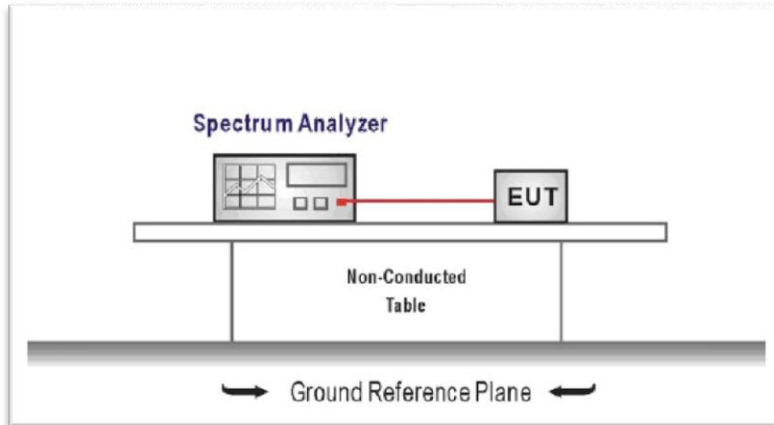 Spectrum Analyzer
EUT
Non-Conducted
Table
Ground Reference Plane